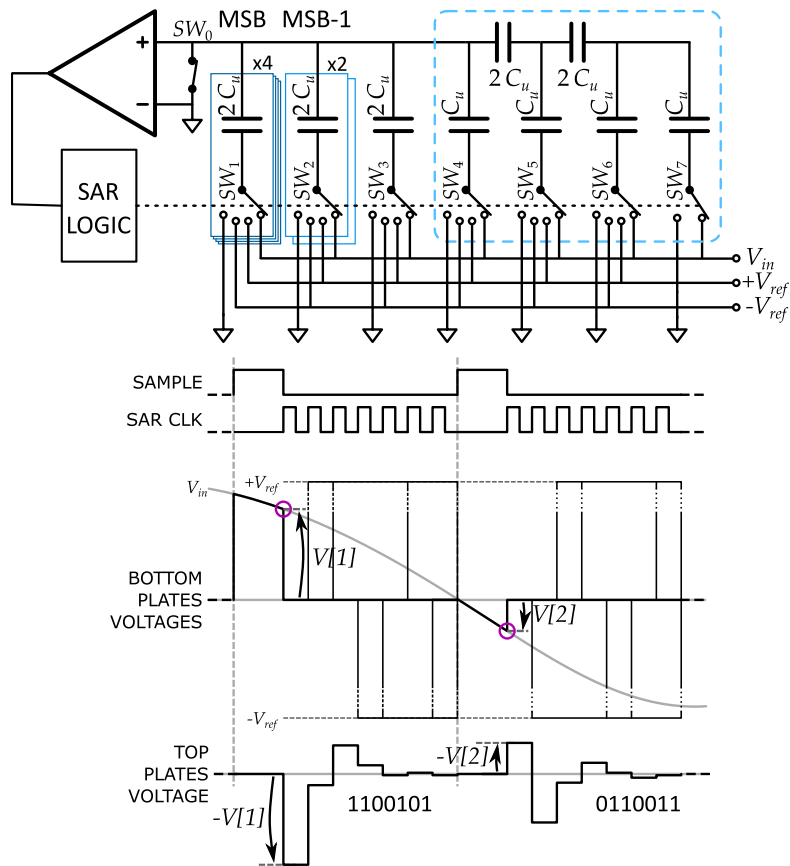 SW0 MSB MSB-1
+
x4 x2
2 Cu 2 Cu
2 Cu 2 Cu 2 Cu Cu Cu Cu Cu
−
SW1 SW2 SW3 SW4 SW5 SW6 SW7
SAR
LOGIC
Vin
+Vref
-Vref
SAMPLE
SAR CLK
Vin +Vref
V[1]
BOTTOM
PLATES
VOLTAGES
V[2]
-Vref
TOP
PLATES
VOLTAGE
-V[2]
-V[1]
1100101 0110011